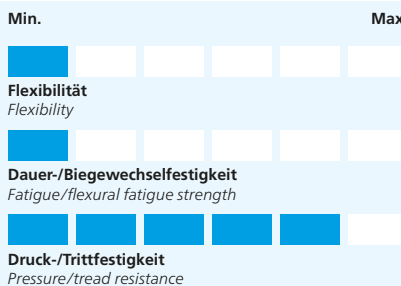 Min. Max
Flexibilität
Flexibility
Dauer-/Biegewechselfestigkeit
Fatigue/flexural fatigue strength
Druck-/Trittfestigkeit
Pressure/tread resistance